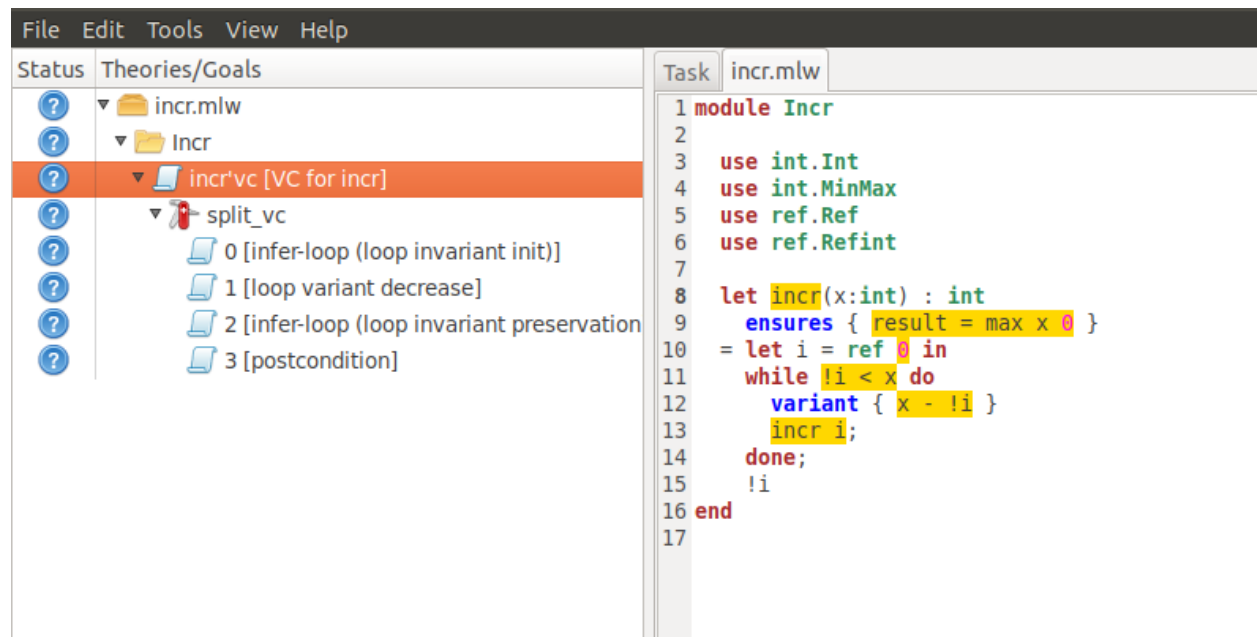 File Edit Tools View Help
Status Theories/Goals
incr.mlw
Incr
incr'vc [VC for incr]
split_vc
0 [infer-loop (loop invariant init)]
1 [loop variant decrease]
2 [infer-loop (loop invariant preservation
3 [postcondition]
Task incr.mlw
1 module Incr
2
3 use int.Int
4 use int.MinMax
5 use ref.Ref
6 use ref.Refint
7
8 let incr(x:int) : int
9 ensures { result = max x 0 }
10 = let i = ref 0 in
11 while !i < x do
12 variant { x - !i }
13 incr i;
14 done;
15 !i
16 end
17